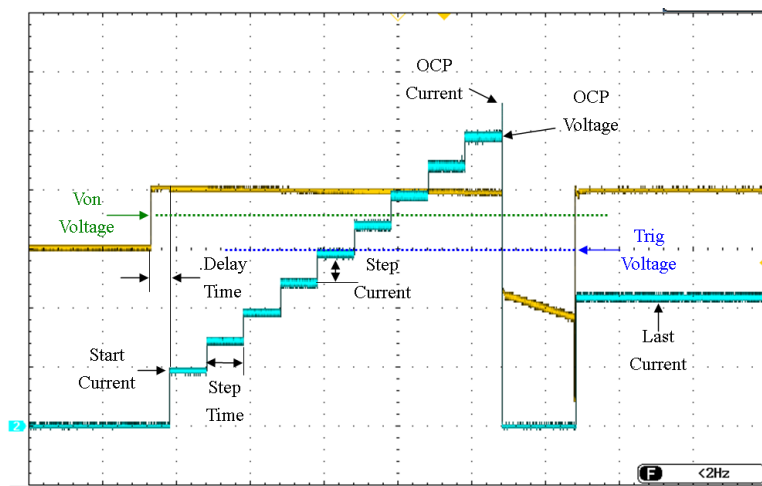 OCP
Current
OCP
Voltage
Von
Voltage
Delay
Time
Step
Current
Trig
Voltage
Start
Current
Step
Time
Last
Current
2
F <2Hz